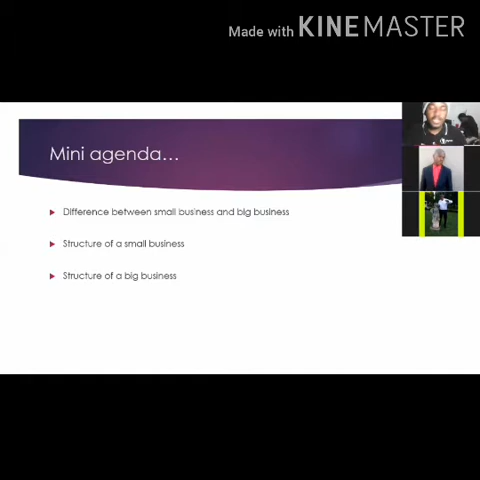 Made with KINEMASTER
Mini agenda...
Difference between small business and big business
Structure of a small business
Structure of a big business